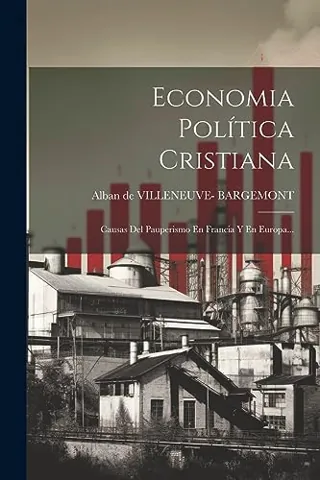 ECONOMIA
POLÍTICA
CRISTIANA
Alban de VILLENEUVE- BARGEMONT
Causas Del Pauperismo En Francia Y En Europa...